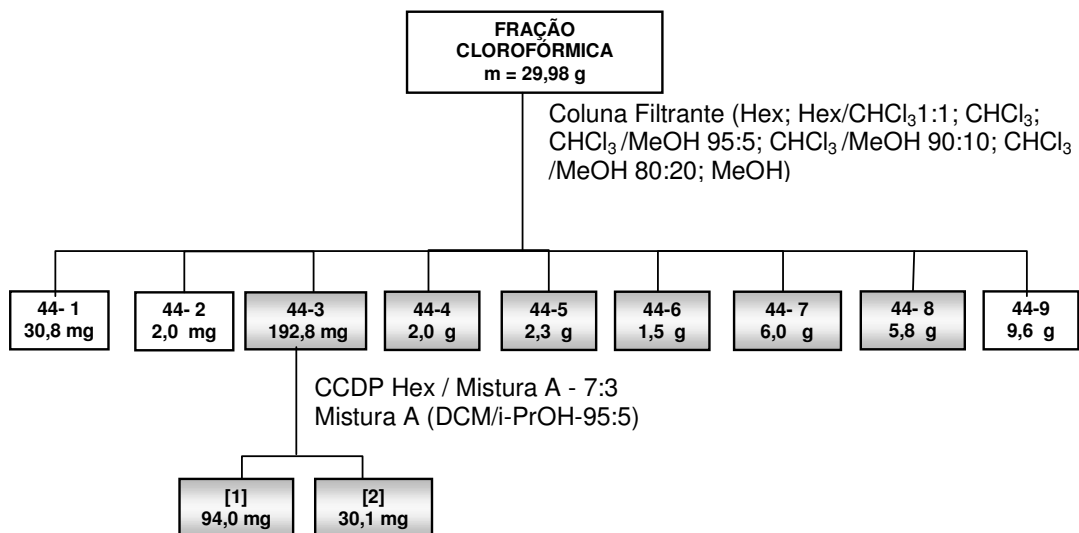 FRAÇÃO
CLOROFÓRMICA
m = 29,98 g
Coluna Filtrante (Hex; Hex/CHCl₃1:1; CHCl₃;
CHCl₃ /MeOH 95:5; CHCl₃ /MeOH 90:10; CHCl₃
/MeOH 80:20; MeOH)
44- 1
30,8 mg
44- 2
2,0 mg
44-3
192,8 mg
44-4
2,0 g
44-5
2,3 g
44-6
1,5 g
44- 7
6,0 g
44- 8
5,8 g
44-9
9,6 g
CCDP Hex / Mistura A - 7:3
Mistura A (DCM/i-PrOH-95:5)
[1]
94,0 mg
[2]
30,1 mg